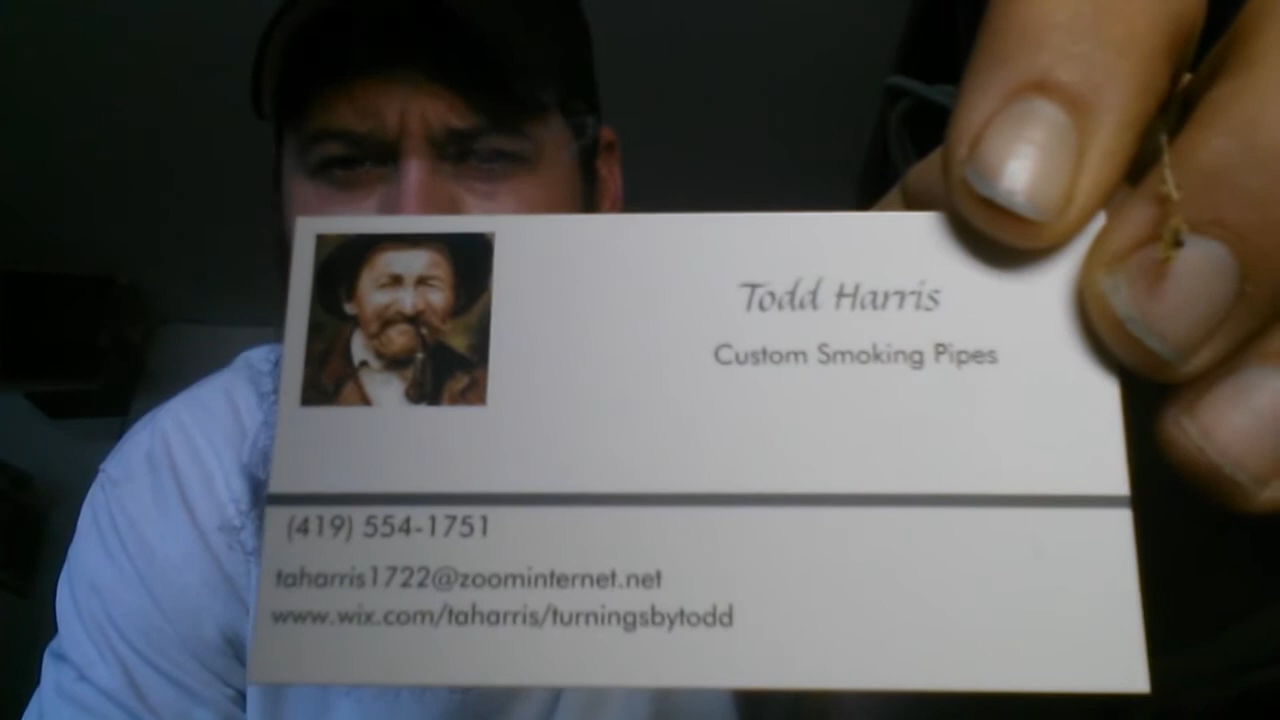 Todd Harris
Custom Smoking Pipes
(419) 554-1751
taharris1722@zoominternet.net
www.wix.com/taharris/turningsbytodd